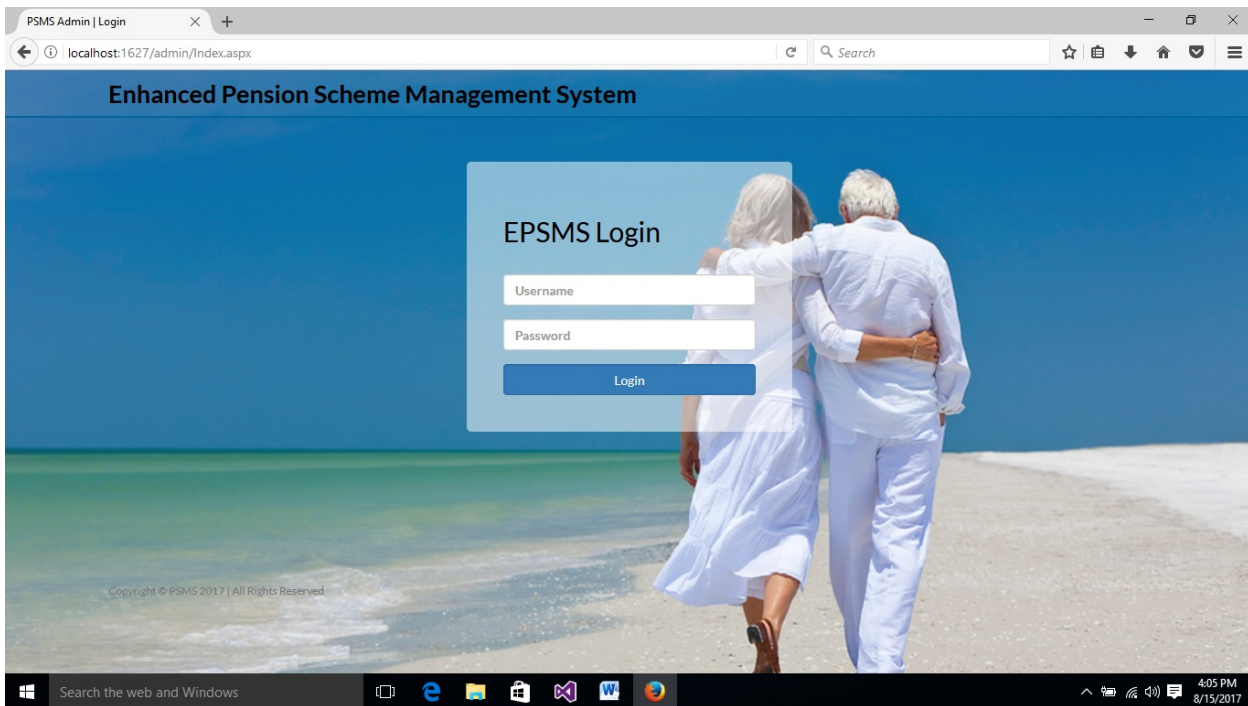 PSMS Admin | Login
localhost:1627/admin/Index.aspx
Search
Enhanced Pension Scheme Management System
EPSMS Login
Username
Password
Login
Copyright © PSMS 2017 | All Rights Reserved
Search the web and Windows
4:05 PM
8/15/2017